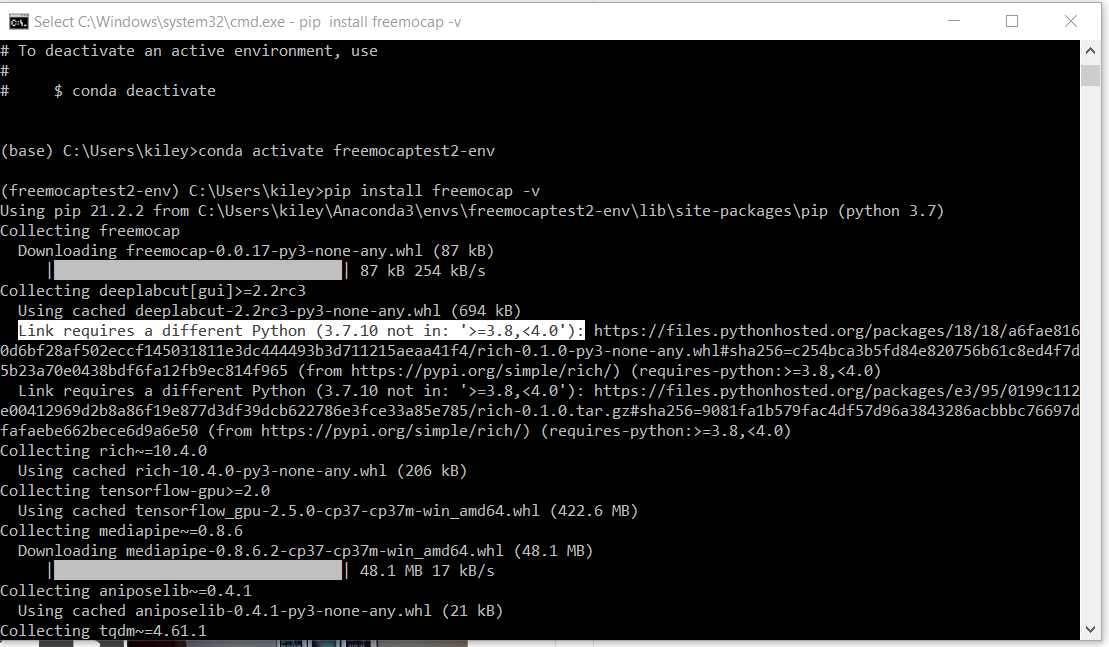 Select C:\Windows\system32\cmd.exe - pip  install freemocap -v
# To deactivate an active environment, use
#
#     $ conda deactivate
(base) C:\Users\kiley>conda activate freemocaptest2-env
(freemocaptest2-env) C:\Users\kiley>pip install freemocap -v
Using pip 21.2.2 from C:\Users\kiley\Anaconda3\envs\freemocaptest2-env\lib\site-packages\pip (python 3.7)
Collecting freemocap
  Downloading freemocap-0.0.17-py3-none-any.whl (87 kB)
     |████████████████████████████████| 87 kB 254 kB/s
Collecting deeplabcut[gui]>=2.2rc3
  Using cached deeplabcut-2.2rc3-py3-none-any.whl (694 kB)
  Link requires a different Python (3.7.10 not in: '>=3.8,<4.0'): https://files.pythonhosted.org/packages/18/18/a6fae816
0d6bf28af502eccf145031811e3dc444493b3d711215aeaa41f4/rich-0.1.0-py3-none-any.whl#sha256=c254bca3b5fd84e820756b61c8ed4f7d
5b23a70e0438bdf6fa12fb9ec814f965 (from https://pypi.org/simple/rich/) (requires-python:>=3.8,<4.0)
  Link requires a different Python (3.7.10 not in: '>=3.8,<4.0'): https://files.pythonhosted.org/packages/e3/95/0199c112
e00412969d2b8a86f19e877d3df39dcb622786e3fce33a85e785/rich-0.1.0.tar.gz#sha256=9081fa1b579fac4df57d96a3843286acbbbc76697d
fafaebe662bece6d9a6e50 (from https://pypi.org/simple/rich/) (requires-python:>=3.8,<4.0)
Collecting rich~=10.4.0
  Using cached rich-10.4.0-py3-none-any.whl (206 kB)
Collecting tensorflow-gpu>=2.0
  Using cached tensorflow_gpu-2.5.0-cp37-cp37m-win_amd64.whl (422.6 MB)
Collecting mediapipe~=0.8.6
  Downloading mediapipe-0.8.6.2-cp37-cp37m-win_amd64.whl (48.1 MB)
     |████████████████████████████████| 48.1 MB 17 kB/s
Collecting aniposelib~=0.4.1
  Using cached aniposelib-0.4.1-py3-none-any.whl (21 kB)
Collecting tqdm~=4.61.1